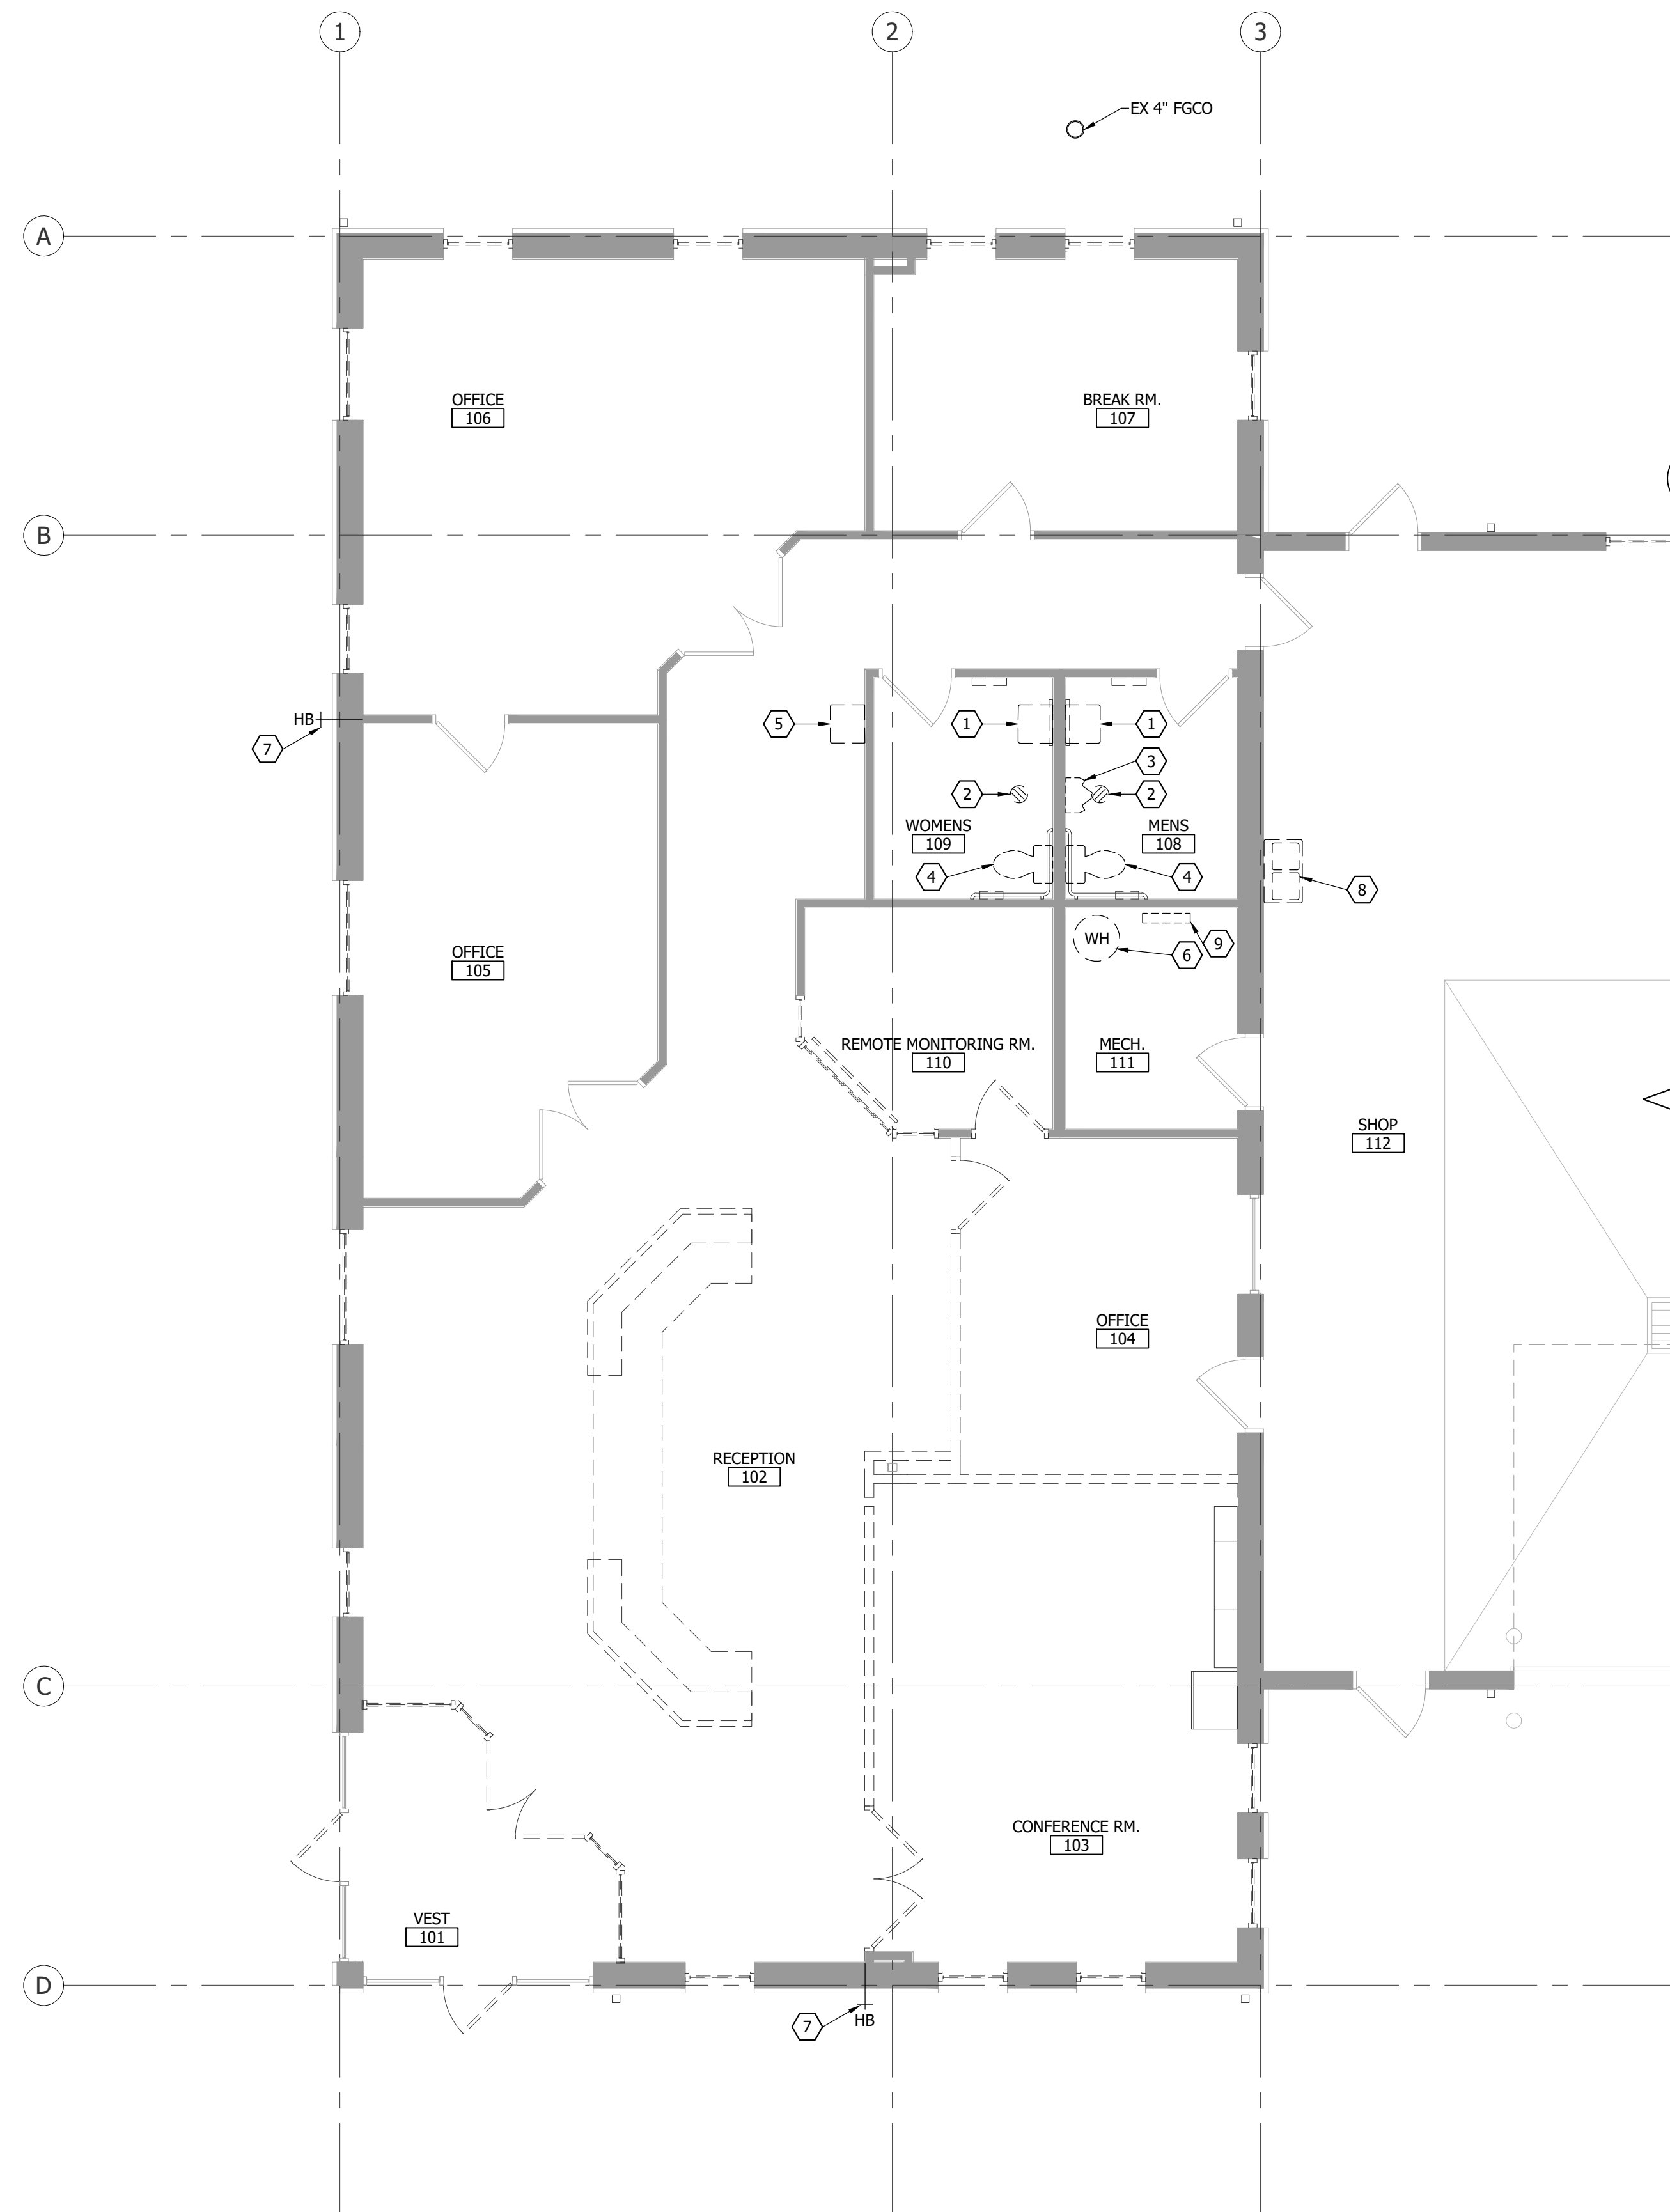 1
2
3
EX 4" FGCO
A
OFFICE
106
BREAK RM.
107
B
HB
7
5
1
1
3
2
2
WOMENS
109
MENS
108
4
4
8
OFFICE
105
WH
6
9
REMOTE MONITORING RM.
110
MECH.
111
SHOP
112
OFFICE
104
RECEPTION
102
C
CONFERENCE RM.
103
VEST
101
D
7
HB